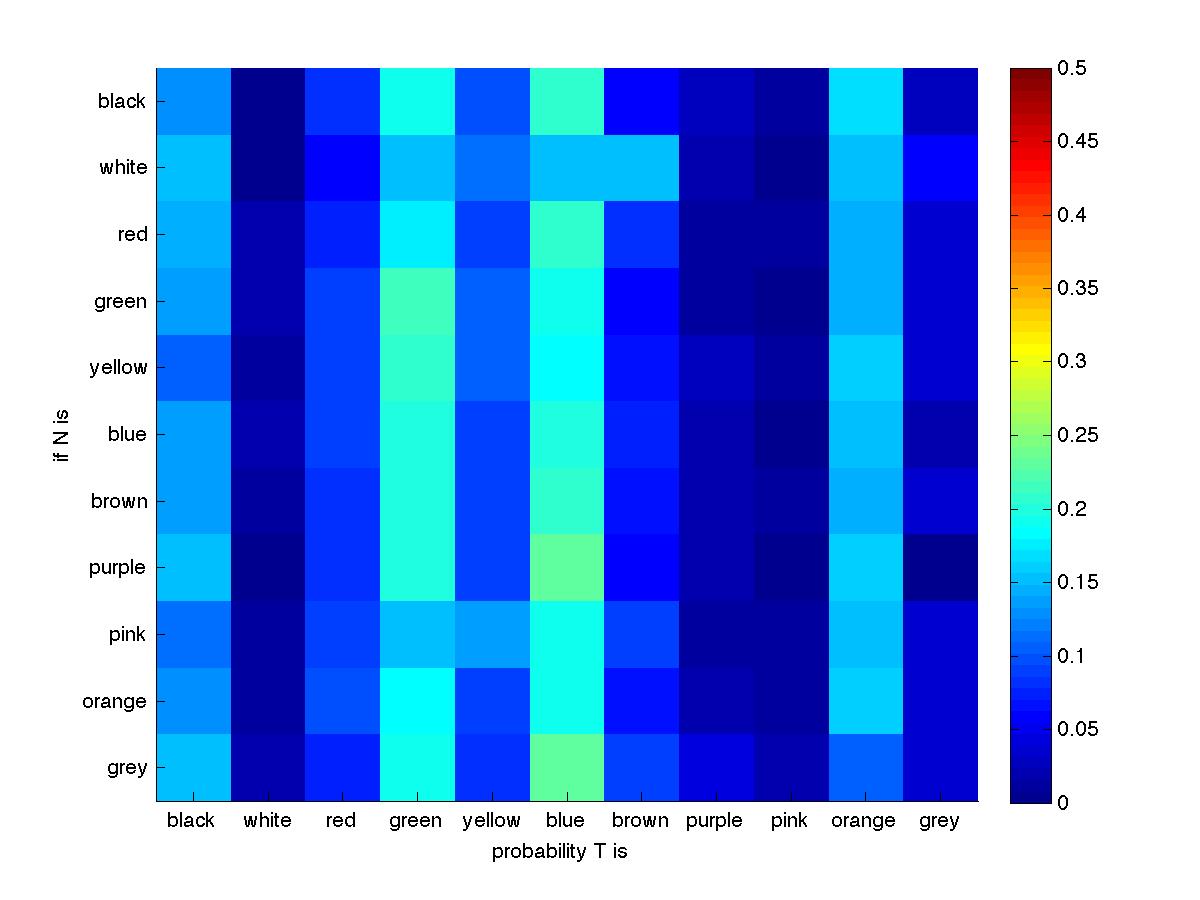 black
white
red
green
yellow
blue
brown
purple
pink
orange
grey
if N is
black white red green yellow blue brown purple pink orange grey
probability T is
0.5
0.45
0.4
0.35
0.3
0.25
0.2
0.15
0.1
0.05
0